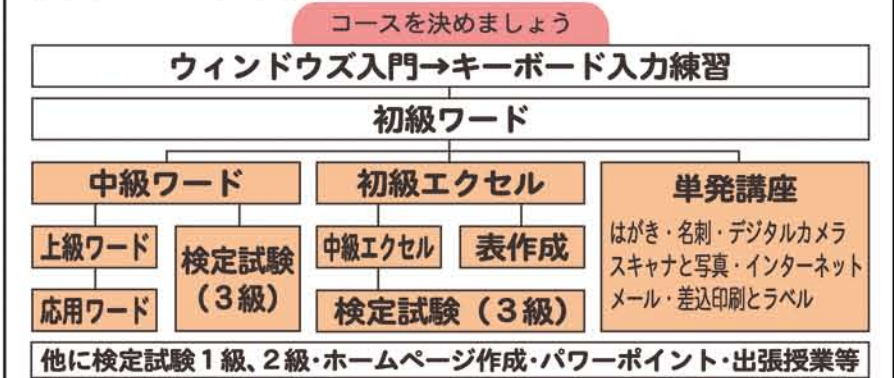 コースを決めましょう
ウィンドウズ入門→キーボード入力練習
初級ワード
中級ワード
初級エクセル
単発講座
上級ワード
検定試験
（3級）
中級エクセル
表作成
はがき・名刺・デジタルカメラ
スキャナと写真・インターネット
メール・差込印刷とラベル
応用ワード
検定試験（3級）
他に検定試験1級、2級・ホームページ作成・パワーポイント・出張授業等